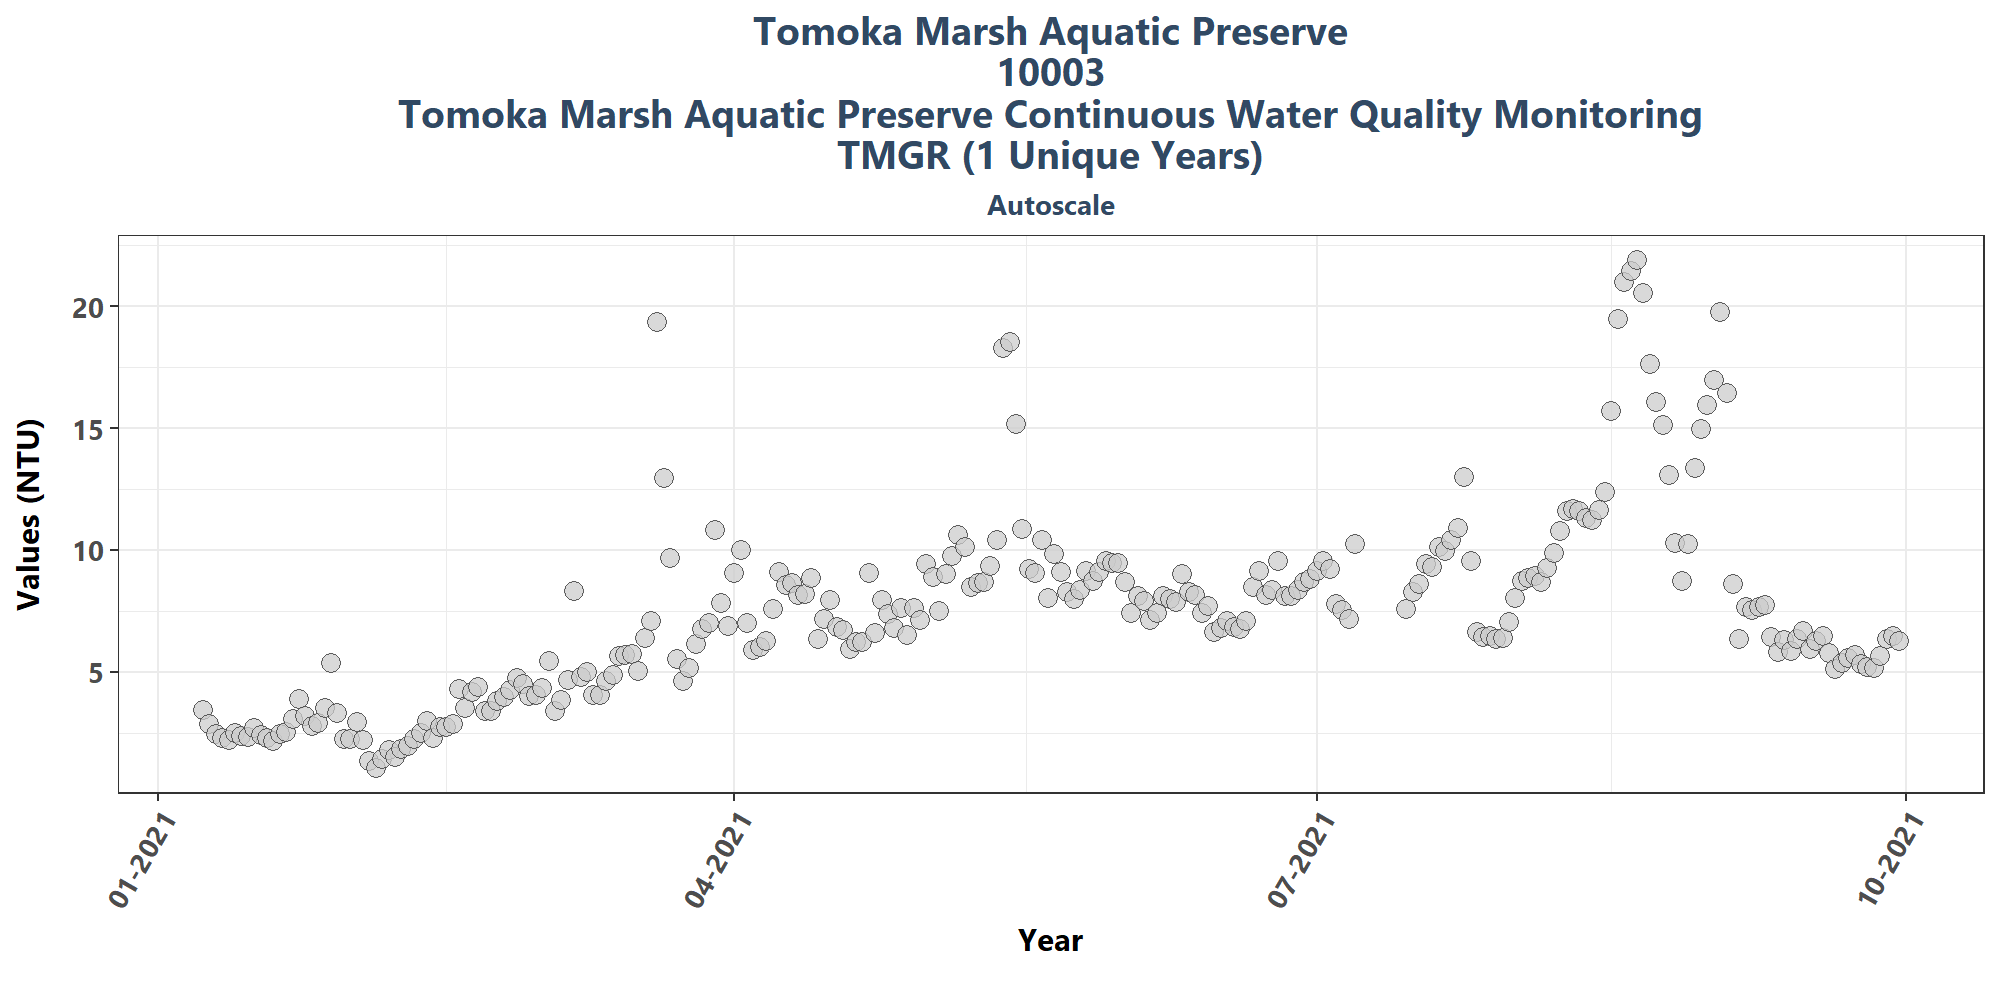 Tomoka Marsh Aquatic Preserve
10003
Tomoka Marsh Aquatic Preserve Continuous Water Quality Monitoring
TMGR (1 Unique Years)
Autoscale
Values (NTU)
20
15
10
5
01-2021
04-2021
07-2021
10-2021
Year